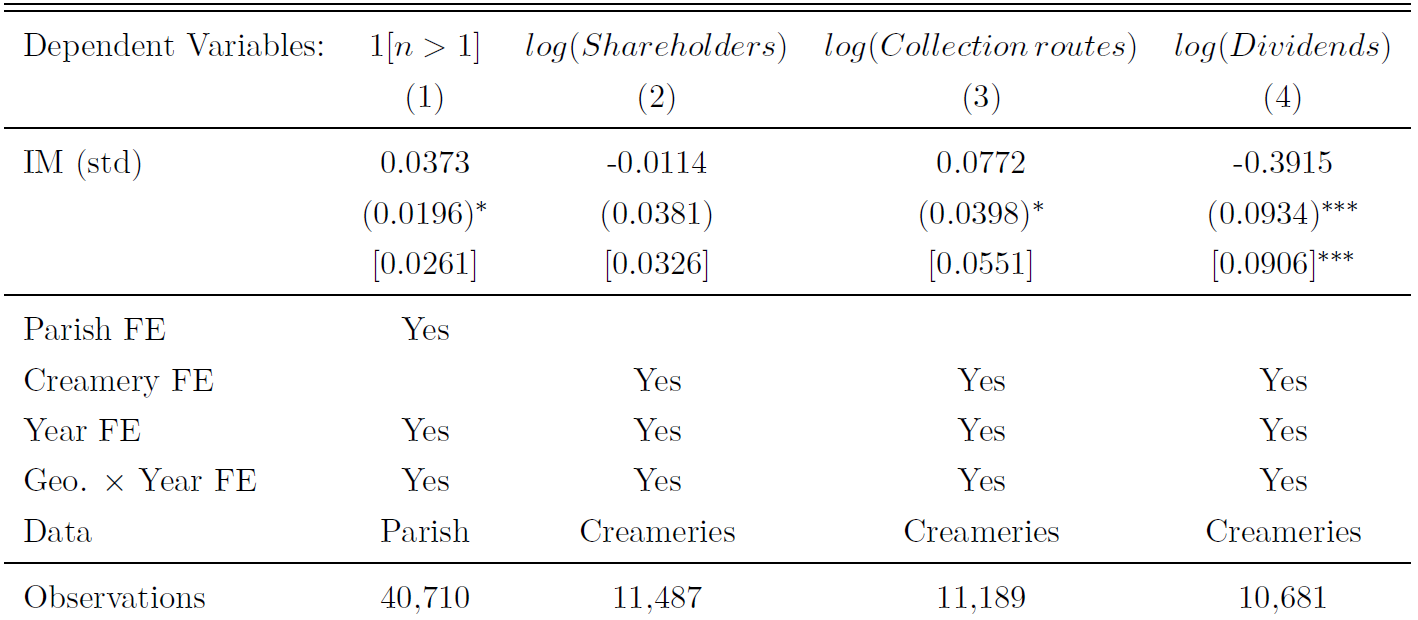 Dependent Variables: 1[n > 1] log(Shareholders) log(Collection routes) log(Dividends)
(1) (2) (3) (4)
IM (std) 0.0373 -0.0114 0.0772 -0.3915
(0.0196)* (0.0381) (0.0398)* (0.0934)***
[0.0261] [0.0326] [0.0551] [0.0906]***
Parish FE Yes
Creamery FE Yes Yes Yes
Year FE Yes Yes Yes Yes
Geo. × Year FE Yes Yes Yes Yes
Data Parish Creameries Creameries Creameries
Observations 40,710 11,487 11,189 10,681